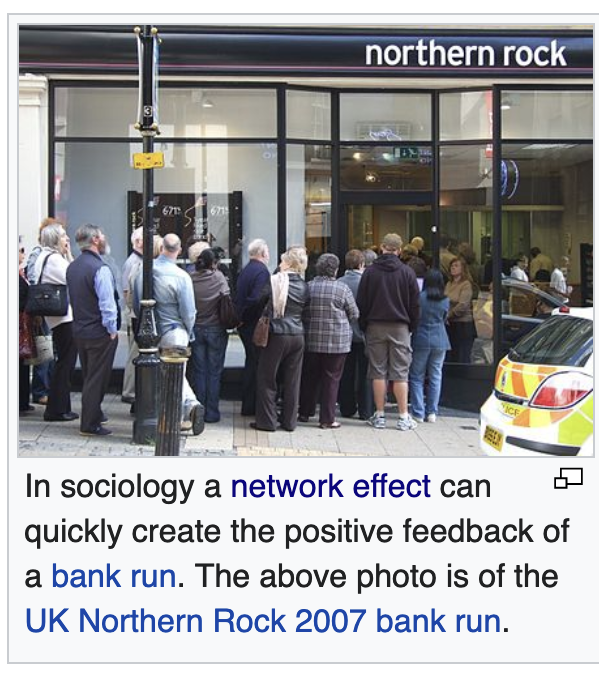 northern rock
In sociology a network effect can
quickly create the positive feedback of
a bank run. The above photo is of the
UK Northern Rock 2007 bank run.